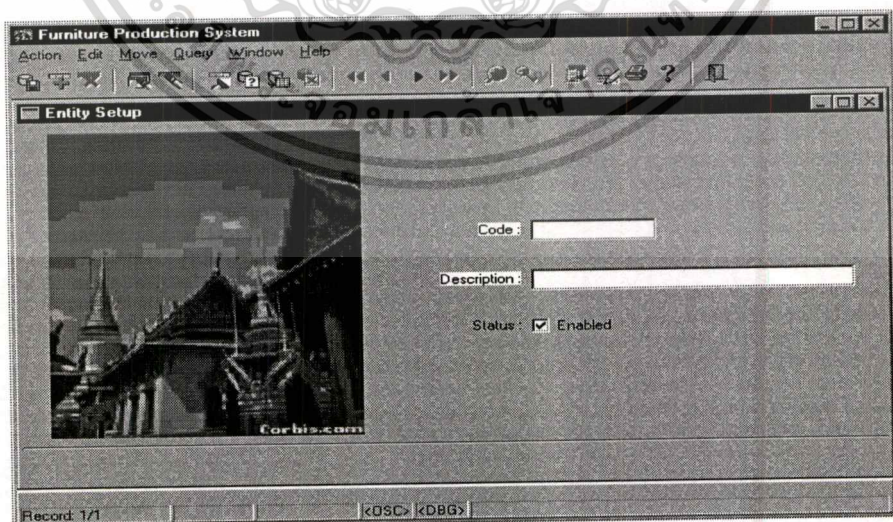 Furniture Production System
Action Edit Move Query Window Help
Entity Setup
Code :
Description :
Status : Enabled
Corbis.com
Record: 1/1 <OSC> <DBG>